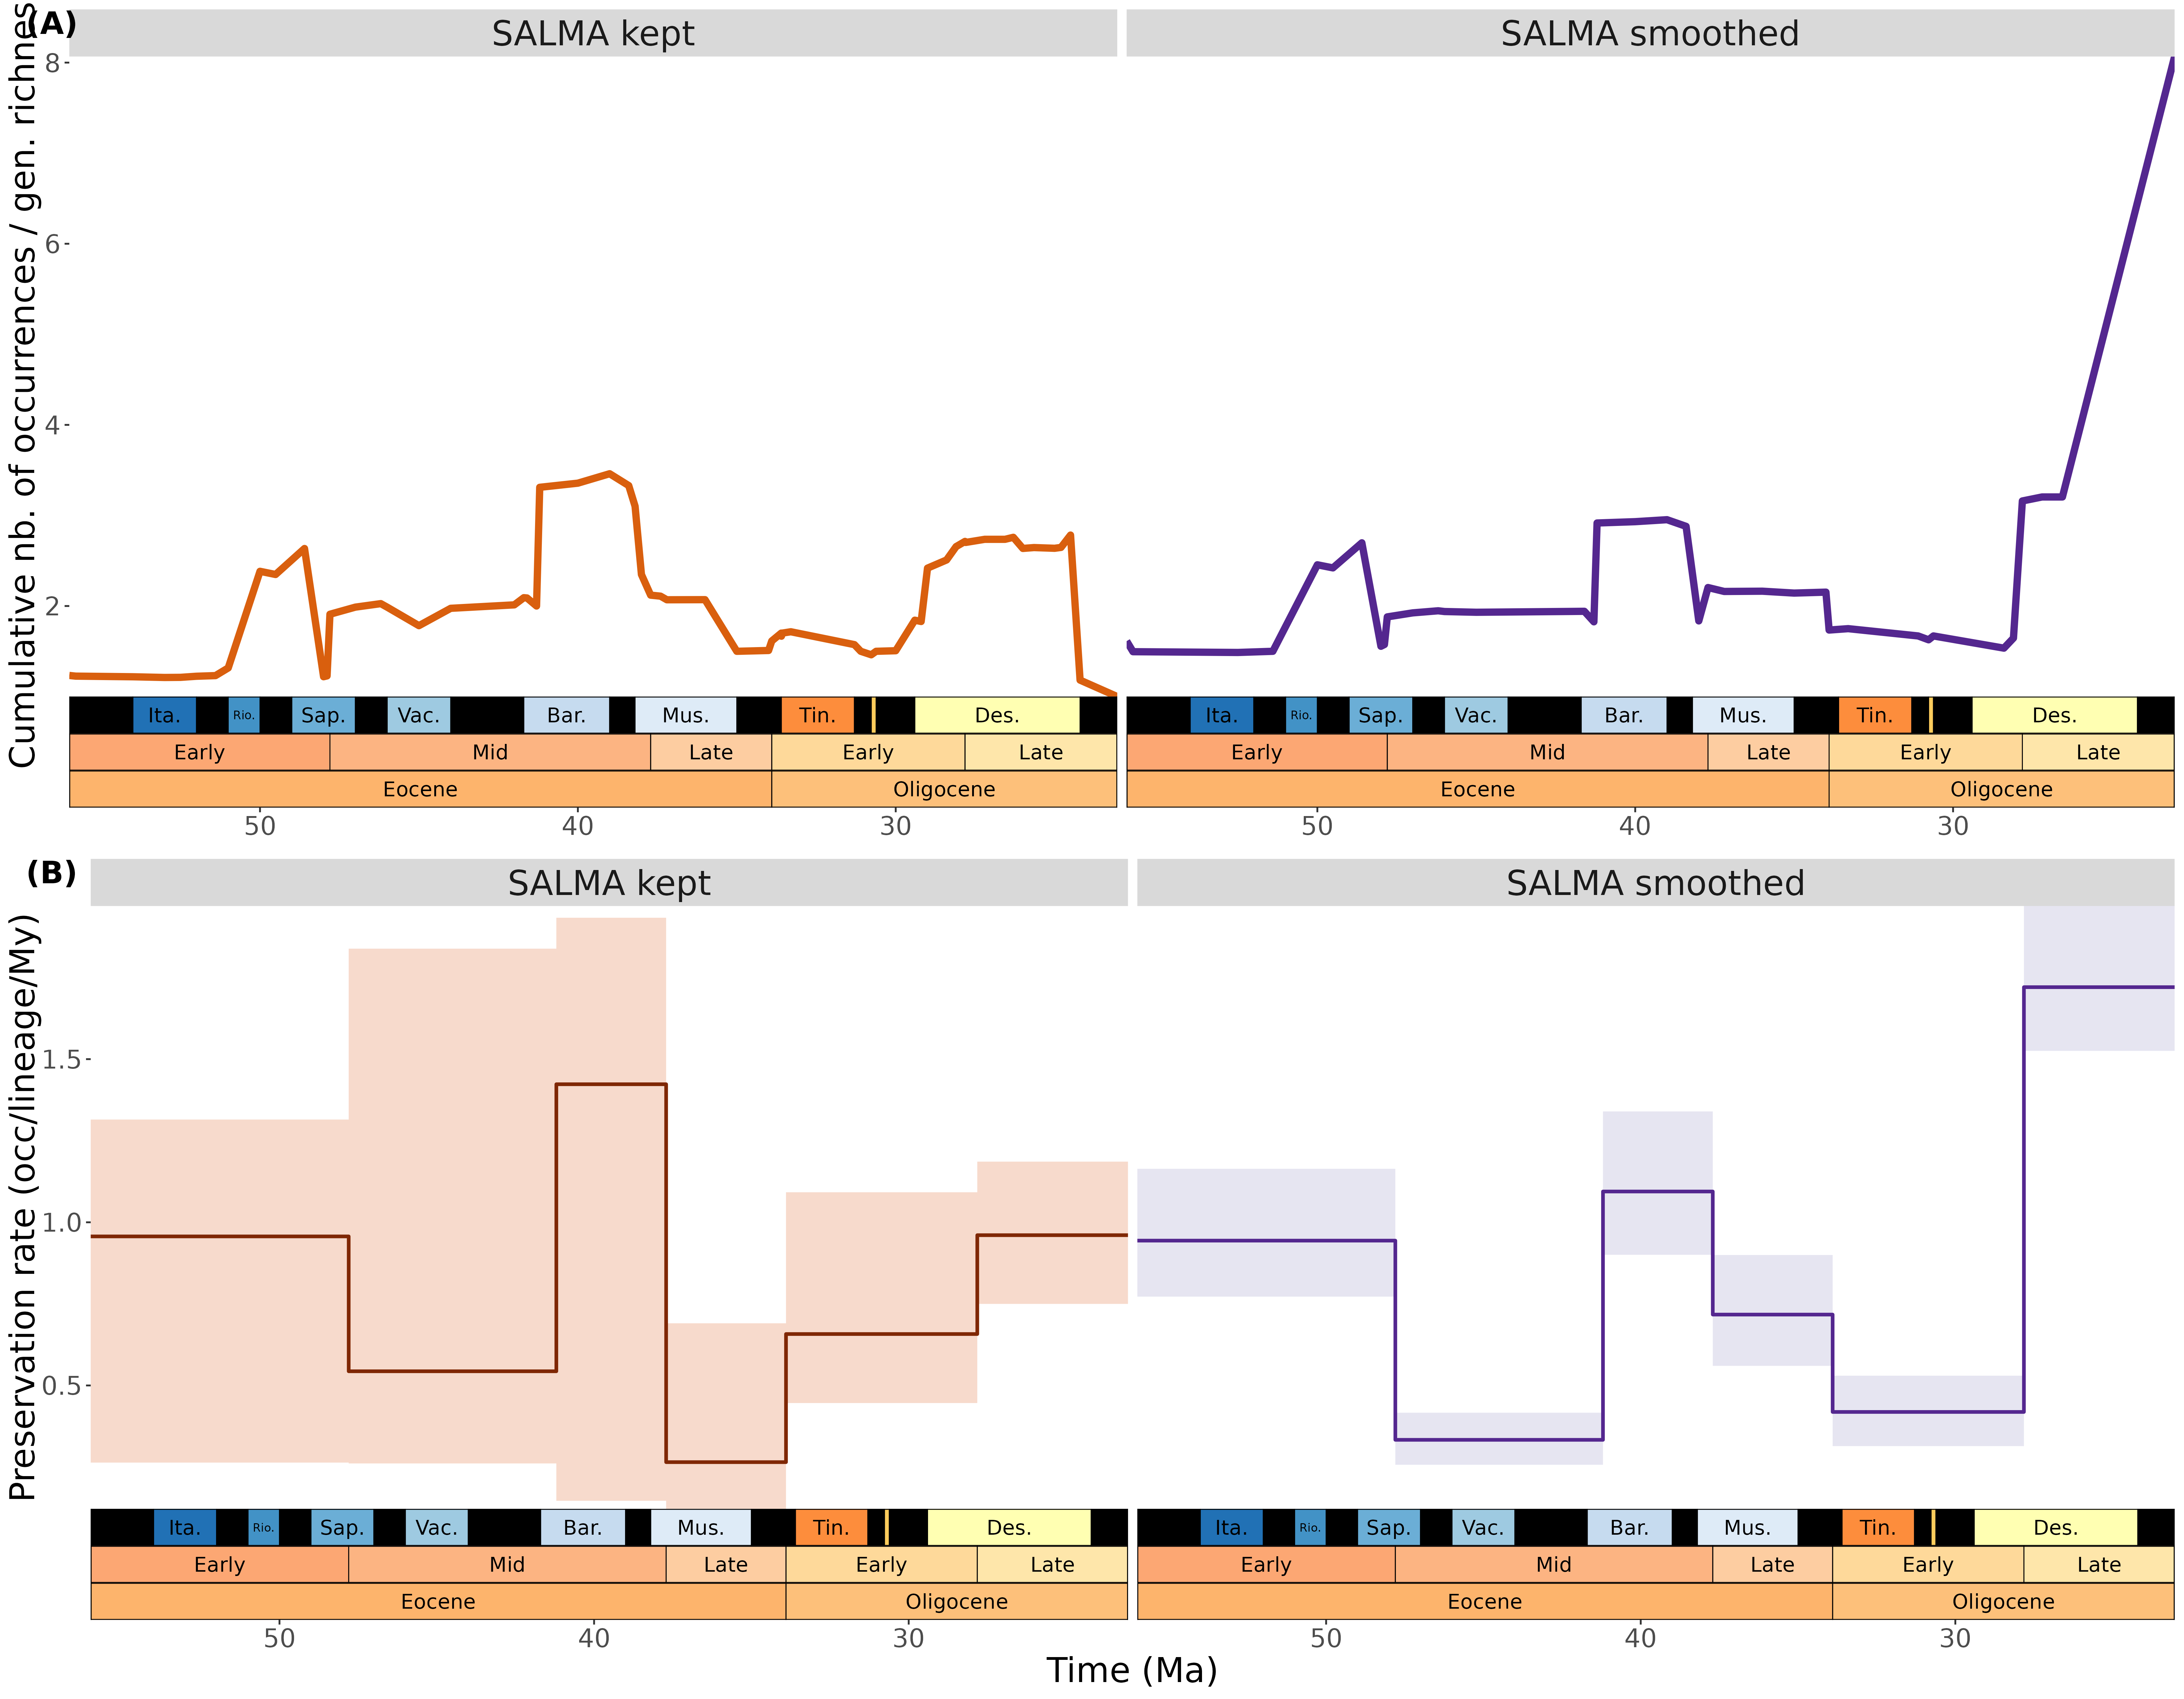 (A)
SALMA kept
SALMA smoothed
Cumulative nb. of occurrences / gen. richness
8
6
4
2
Ita. Rio. Sap. Vac. Bar. Mus. Tin. Des.
Early Mid Late Early Late
Eocene Oligocene
50 40 30
Ita. Rio. Sap. Vac. Bar. Mus. Tin. Des.
Early Mid Late Early Late
Eocene Oligocene
50 40 30
(B)
SALMA kept
SALMA smoothed
Preservation rate (occ/lineage/My)
1.5
1.0
0.5
Ita. Rio. Sap. Vac. Bar. Mus. Tin. Des.
Early Mid Late Early Late
Eocene Oligocene
50 40 30
Ita. Rio. Sap. Vac. Bar. Mus. Tin. Des.
Early Mid Late Early Late
Eocene Oligocene
50 40 30
Time (Ma)